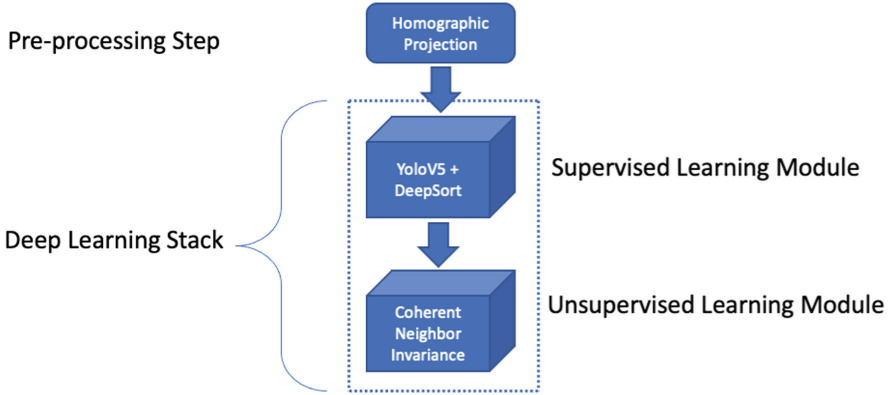 Pre-processing Step
Homographic
Projection
YoloV5 +
DeepSort
Supervised Learning Module
Deep Learning Stack
Coherent
Neighbor
Invariance
Unsupervised Learning Module